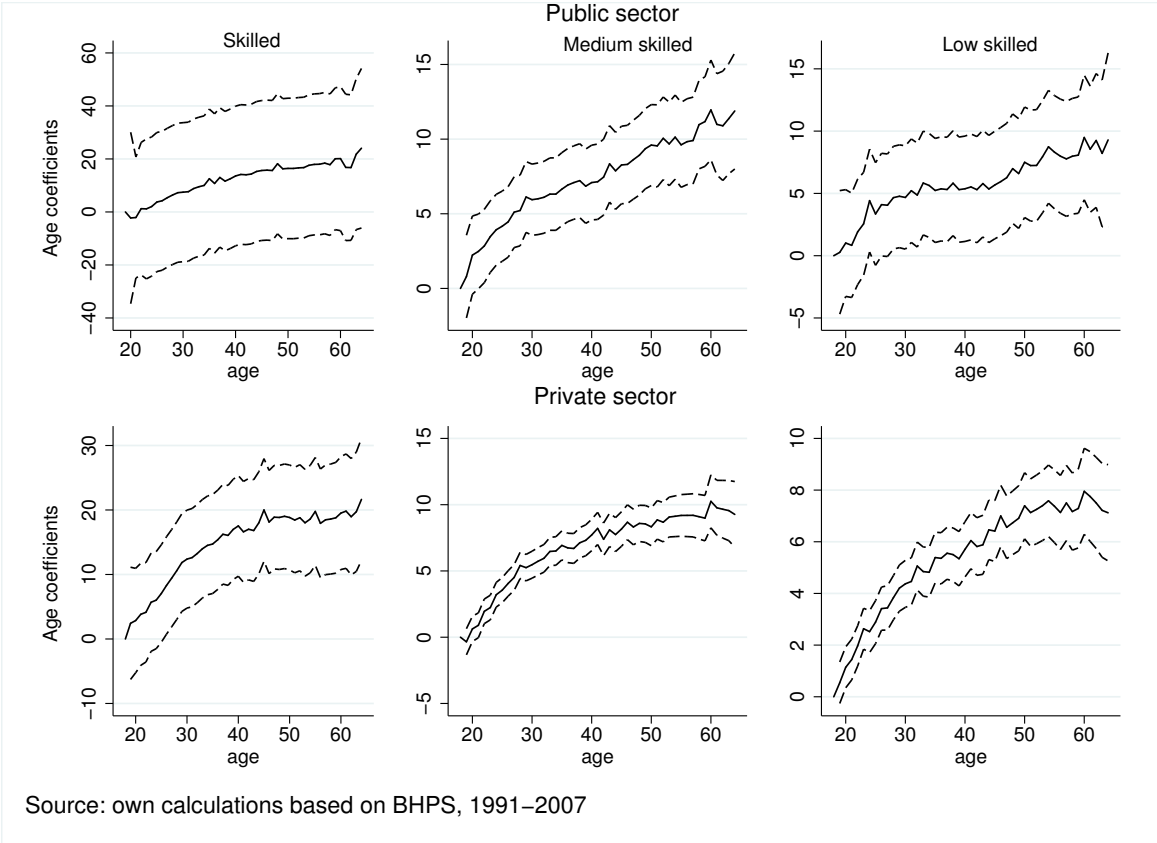 Public sector
Skilled
Medium skilled
Low skilled
Age coefficients
60
40
20
0
−20
−40
20 30 40 50 60
age
15
10
5
0
20 30 40 50 60
age
15
10
5
0
−5
20 30 40 50 60
age
Private sector
Age coefficients
30
20
10
0
−10
20 30 40 50 60
age
15
10
5
0
−5
20 30 40 50 60
age
10
8
6
4
2
0
20 30 40 50 60
age
Source: own calculations based on BHPS, 1991−2007